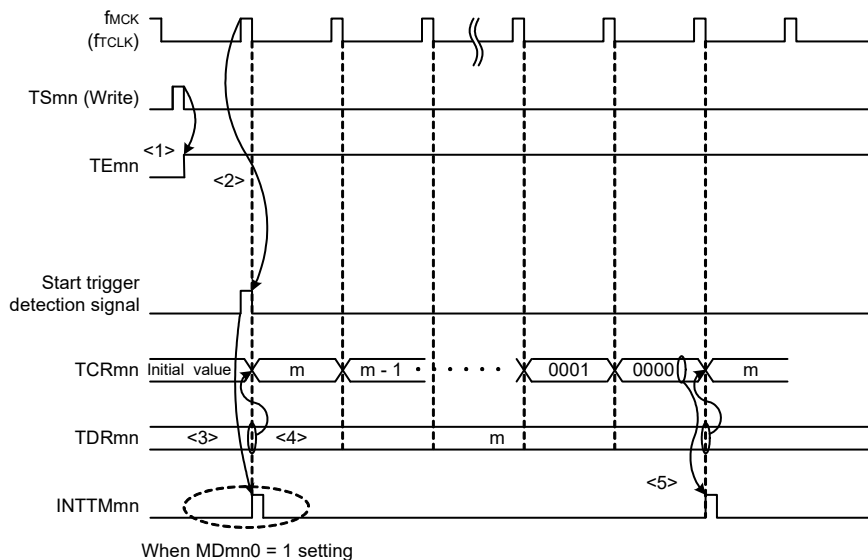 fMCK
(fTCLK)
TSmn (Write)
<1>
TEmn
<2>
Start trigger
detection signal
TCRmn Initial value m m - 1 · · · · · · 0001 0000 m
TDRmn <3> <4> m
<5>
INTTMmn
When MDmn0 = 1 setting